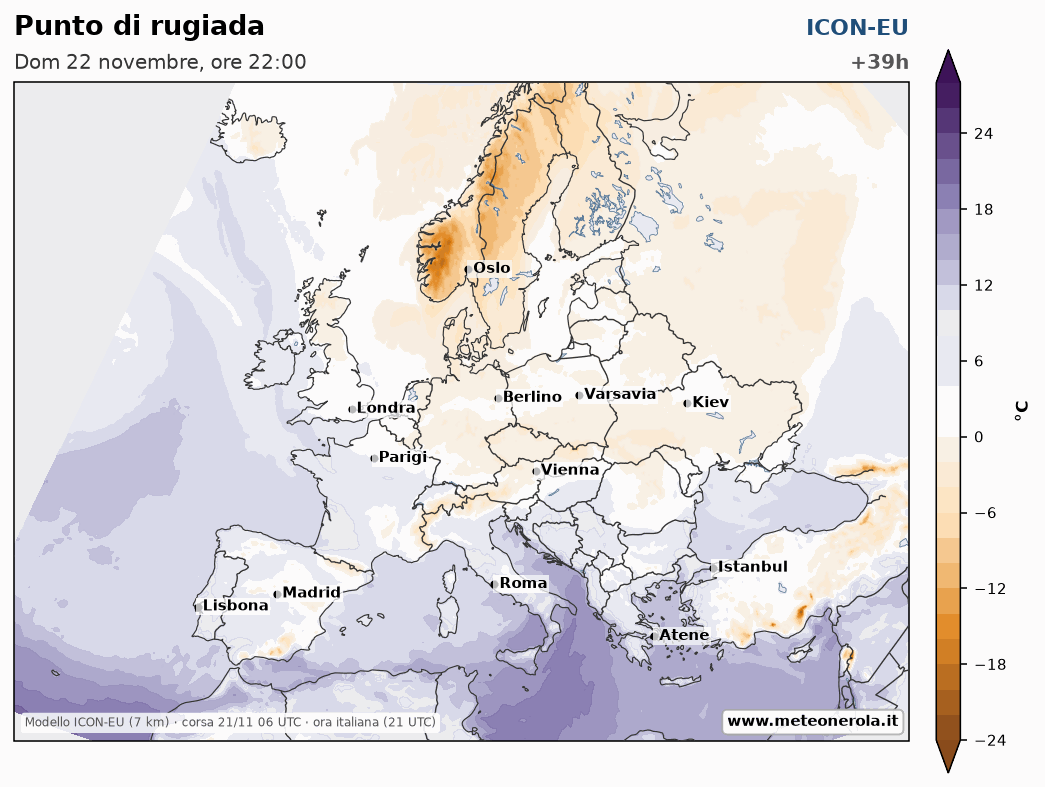 Punto di rugiada
ICON-EU
Dom 22 novembre, ore 22:00
+39h
Oslo
Londra
Berlino
Varsavia
Kiev
Parigi
Vienna
Istanbul
Roma
Madrid
Lisbona
Atene
Modello ICON-EU (7 km) · corsa 21/11 06 UTC · ora italiana (21 UTC)
www.meteonerola.it
24
18
12
6
0
−6
−12
−18
−24
°C